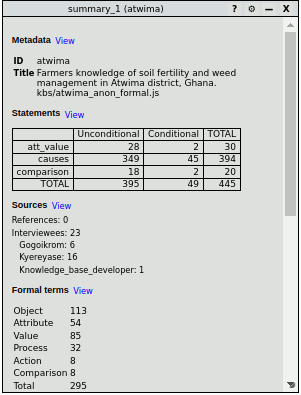 summary_1 (atwima) ? – X
Metadata View
ID atwima
Title Farmers knowledge of soil fertility and weed
management in Atwima district, Ghana.
kbs/atwima_anon_formal.js
Statements View
Unconditional Conditional TOTAL
att_value 28 2 30
causes 349 45 394
comparison 18 2 20
TOTAL 395 49 445
Sources View
References: 0
Interviewees: 23
Gogoikrom: 6
Kyereyase: 16
Knowledge_base_developer: 1
Formal terms View
Object 113
Attribute 54
Value 85
Process 32
Action 8
Comparison 8
Total 295